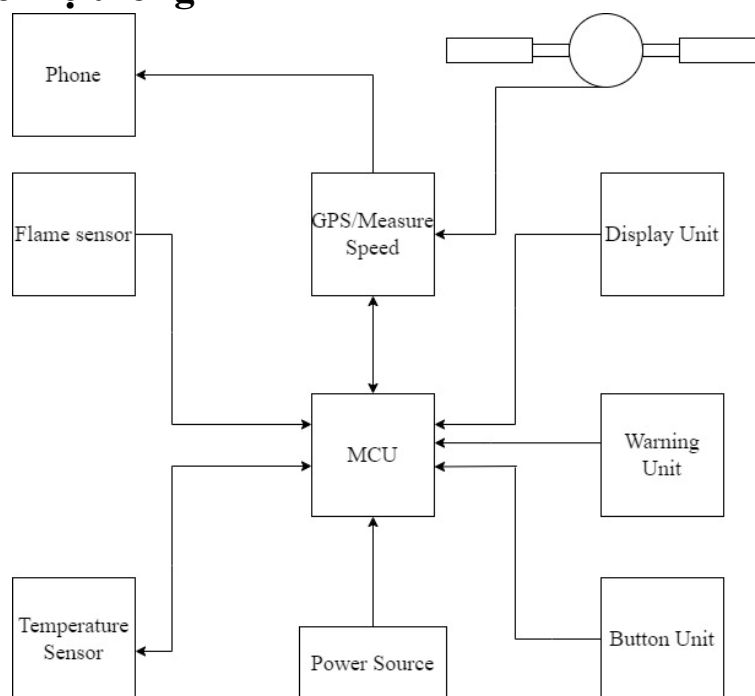 Phone
Flame sensor
GPS/Measure
Speed
Display Unit
MCU
Warning
Unit
Temperature
Sensor
Power Source
Button Unit